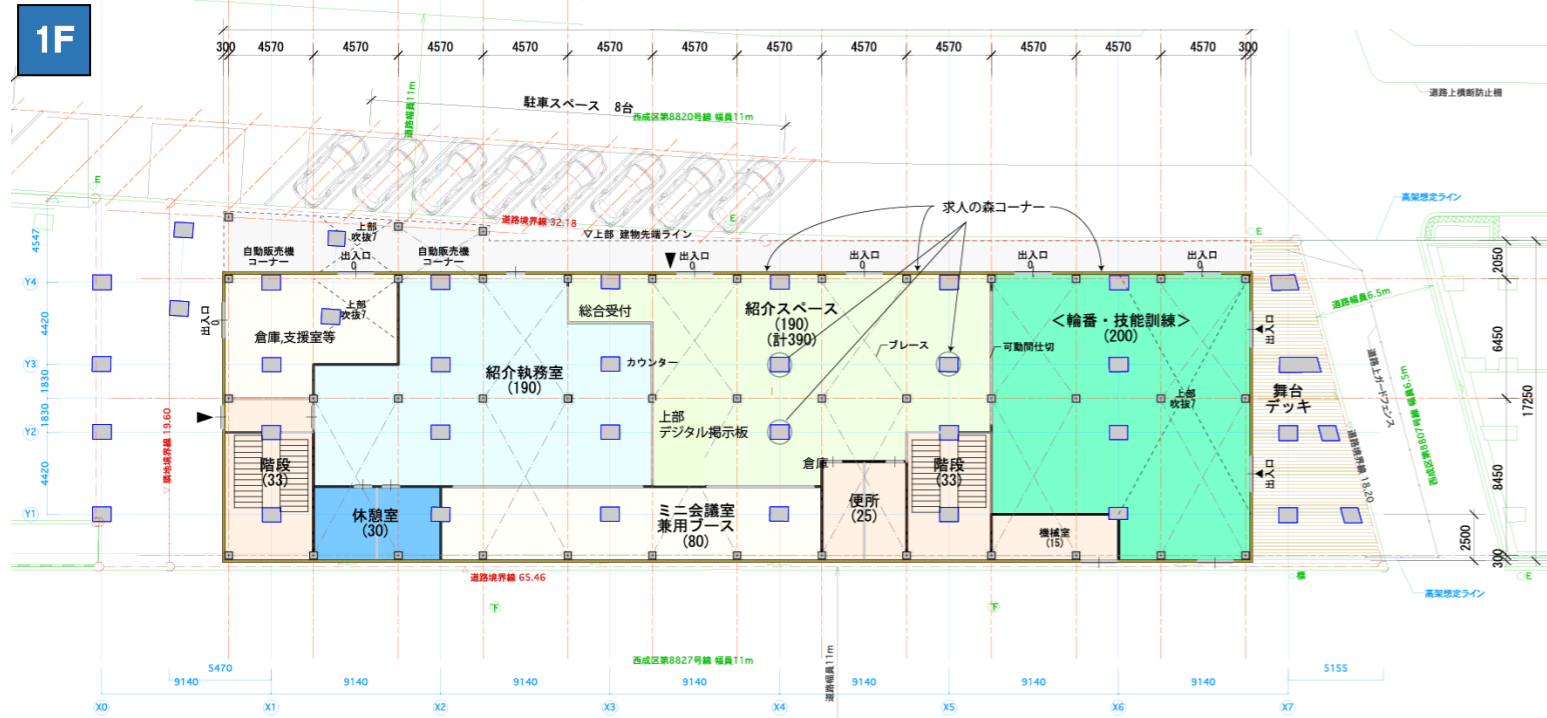 1F
300 4570 4570 4570 4570 4570 4570 4570 4570 4570 4570 4570 4570 300
道路幅員11m
駐車スペース 8台
西成区第8820号線 幅員11m
道路上横断防止柵
E
道路境界線 32.18
E
求人の森コーナー
高架想定ライン
上部
吹抜け
▽上部 建物先端ライン
E
4547
自動販売機
コーナー
出入口
自動販売機
コーナー
出入口
出入口
出入口
出入口
2050
Y4
上部
吹抜け
総合受付
紹介スペース
(190)
(計390)
<輪番・技能訓練>
(200)
道路幅員6.5m
出入口
倉庫,支援室等
出入口
4420
6450
ブレース
可動間仕切
Y3
カウンター
紹介執務室
(190)
道路上ガードフェンス
1830
舞台
デッキ
上部
吹抜け
西成区第8807号線 幅員6.5m
17250
1830
隣地境界線 19.60
上部
デジタル掲示板
Y2
階段
(33)
倉庫
階段
(33)
出入口
道路境界線 18.20
4420
8450
便所
(25)
Y1
休憩室
(30)
ミニ会議室
兼用ブース
(80)
機械室
(15)
2500
300
道路境界線 65.46
標
E
高架想定ライン
下
下
西成区第8827号線 幅員11m
道路幅員11m
5470
5155
9140 9140 9140 9140 9140 9140 9140
X0 X1 X2 X3 X4 X5 X6 X7